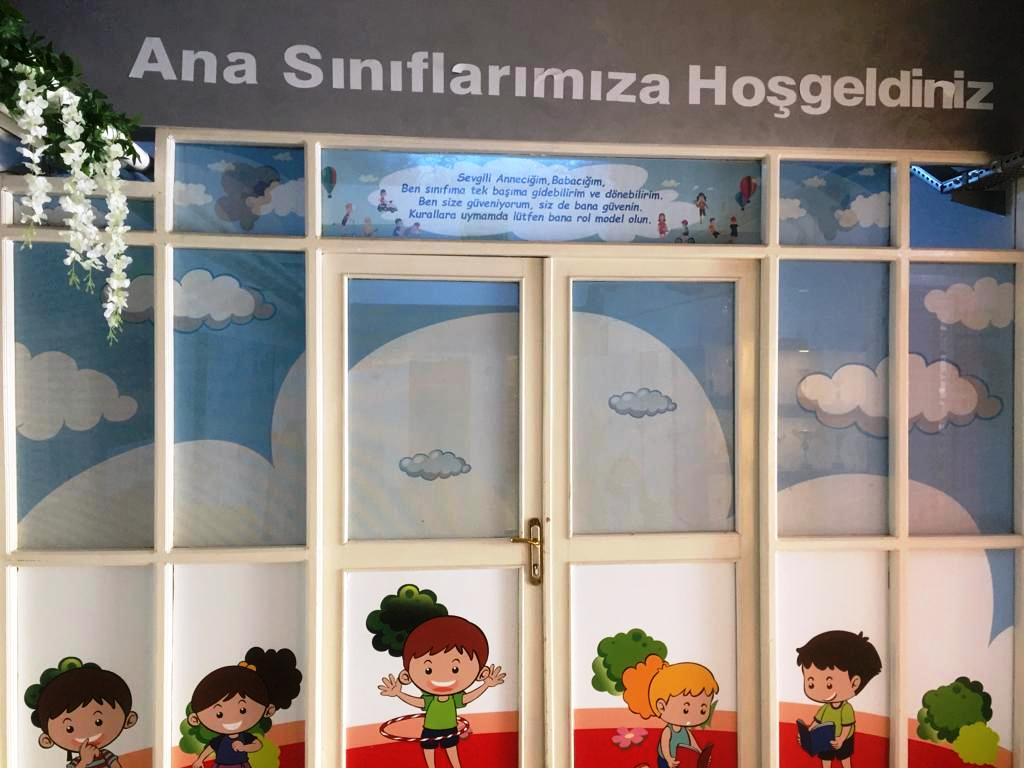 Ana Sınıflarımıza Hoşgeldiniz
Sevgili Anneciğim,Babacığım,
Ben sınıfıma tek başıma gidebilirim ve dönebilirim.
Ben size güveniyorum, siz de bana güvenin.
Kurallara uymamda lütfen bana rol model olun.